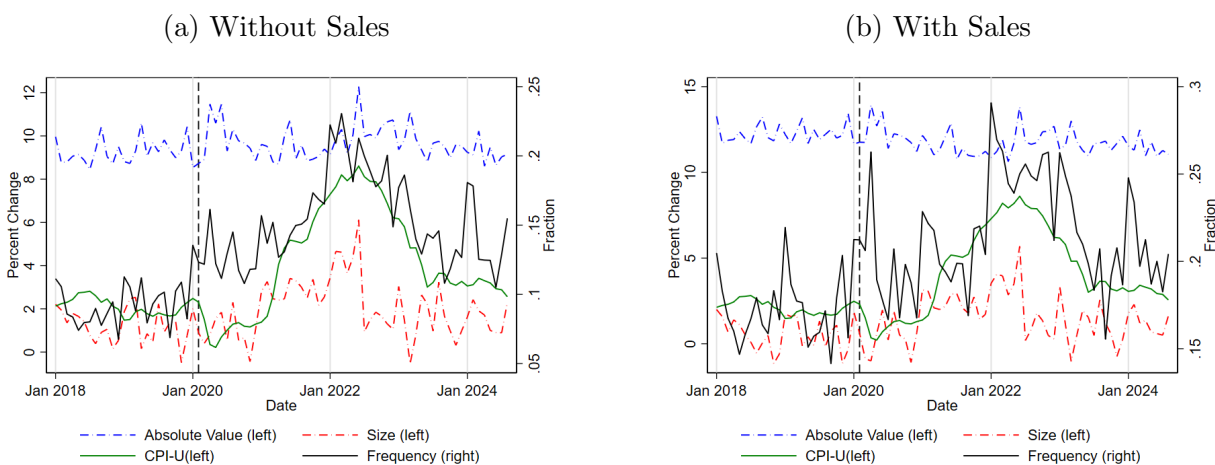 (a) Without Sales
12
10
8
6
4
2
0
Percent Change
.25
.2
.15
.1
.05
Fraction
Jan 2018
Jan 2020
Jan 2022
Jan 2024
Date
Absolute Value (left)
Size (left)
CPI-U(left)
Frequency (right)
(b) With Sales
15
10
5
0
Percent Change
.3
.25
.2
.15
Fraction
Jan 2018
Jan 2020
Jan 2022
Jan 2024
Date
Absolute Value (left)
Size (left)
CPI-U(left)
Frequency (right)